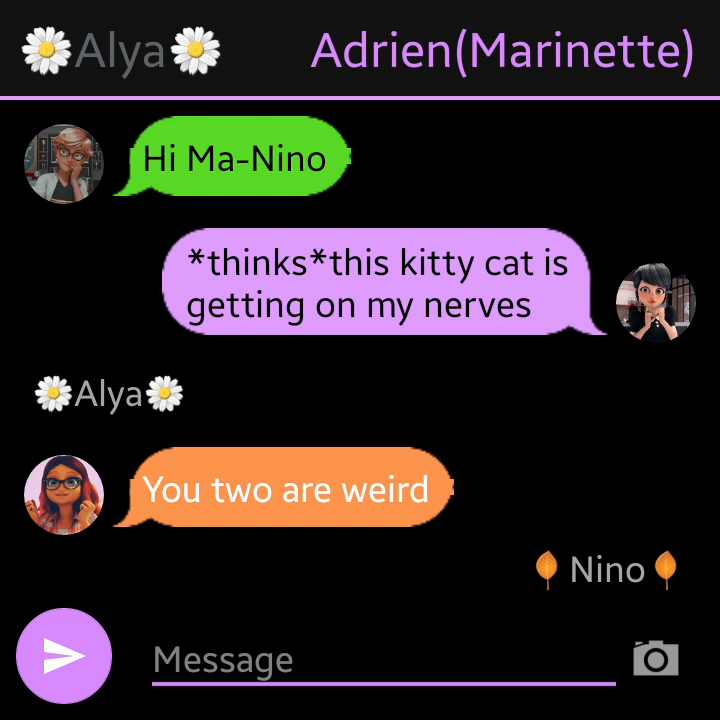 🌼Alya🌼 Adrien(Marinette)
Hi Ma-Nino
*thinks*this kitty cat is
getting on my nerves
🌼Alya🌼
You two are weird
🍂 Nino 🍂
Message